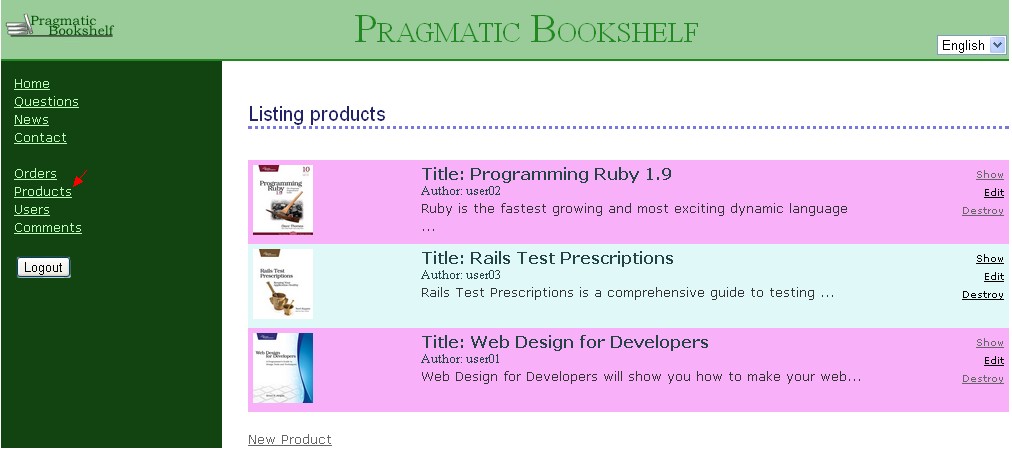 Pragmatic
Bookshelf
PRAGMATIC BOOKSHELF
English
Home
Questions
News
Contact
Orders
Products
Users
Comments
Logout
Listing products
Programming
Ruby
1.9
10
Title: Programming Ruby 1.9
Author: user02
Ruby is the fastest growing and most exciting dynamic language
...
Show
Edit
Destroy
Rails Test
Prescriptions
Title: Rails Test Prescriptions
Author: user03
Rails Test Prescriptions is a comprehensive guide to testing ...
Show
Edit
Destroy
Web Design
for Developers
Title: Web Design for Developers
Author: user01
Web Design for Developers will show you how to make your web...
Show
Edit
Destroy
New Product